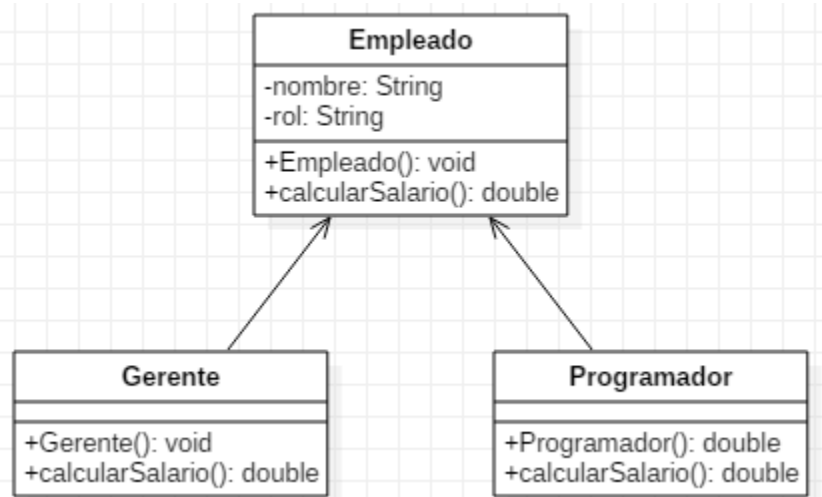 Empleado
-nombre: String
-rol: String
+Empleado(): void
+calcularSalario(): double
Gerente
+Gerente(): void
+calcularSalario(): double
Programador
+Programador(): double
+calcularSalario(): double